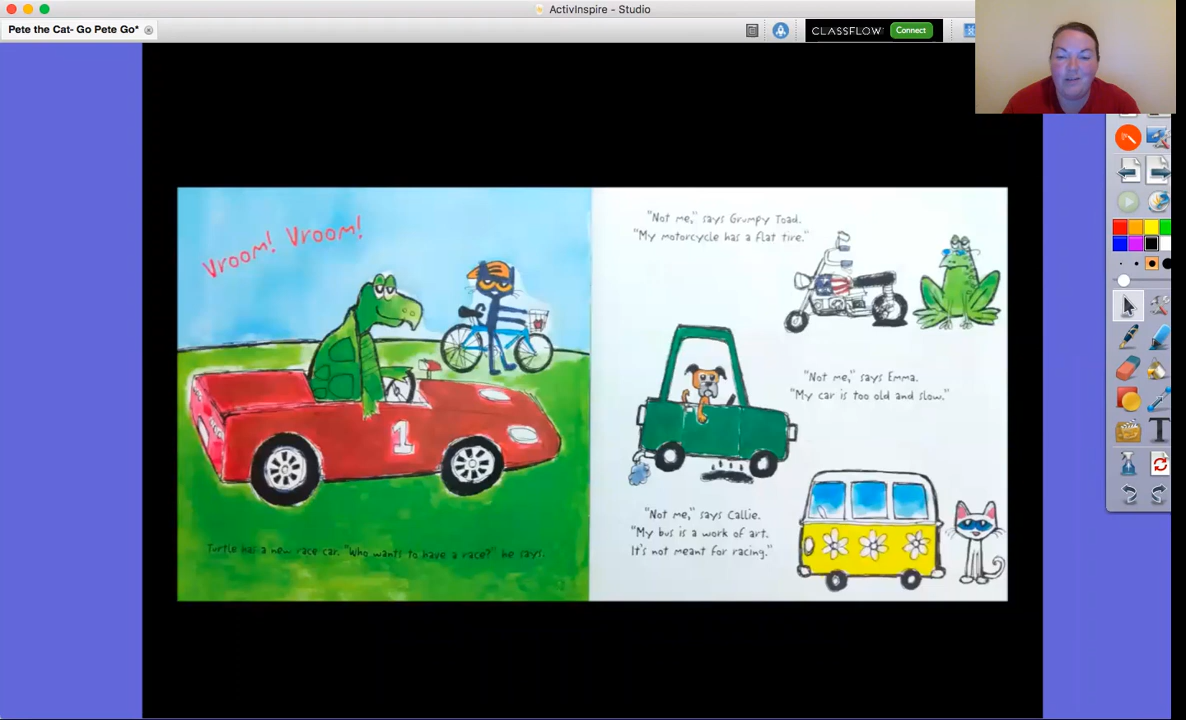 ActivInspire - Studio
Pete the Cat- Go Pete Go*
CLASSFLOW
Connect
Vroom! Vroom!
1
Turtle has a new race car. "Who wants to have a race?" he says.
"Not me," says Grumpy Toad.
"My motorcycle has a flat tire."
"Not me," says Emma.
"My car is too old and slow."
"Not me," says Callie.
"My bus is a work of art.
It's not meant for racing."
T